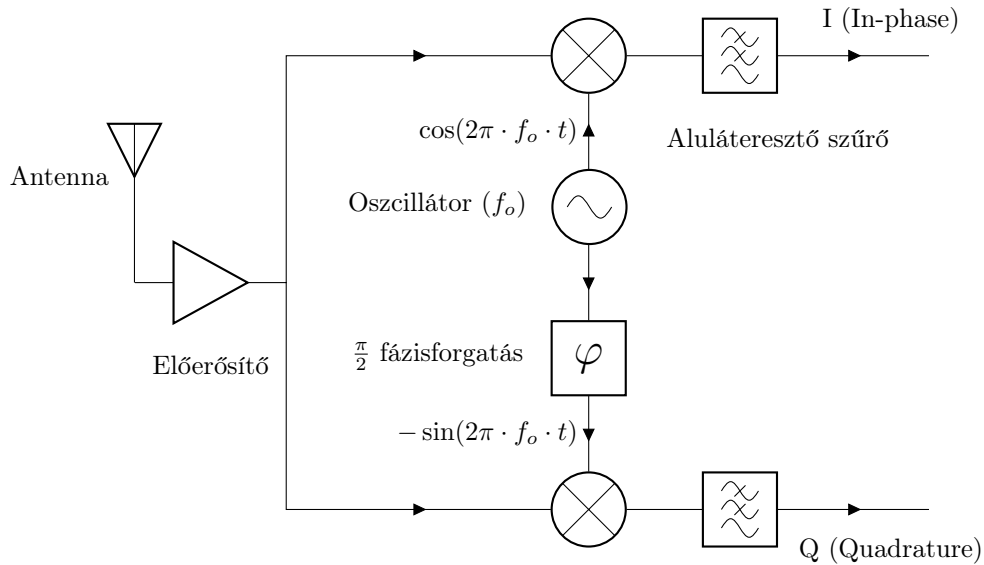 I (In-phase)
cos(2π · f_o · t)
Aluláteresztő szűrő
Antenna
Oszcillátor (f_o)
Előerősítő
π/2 fázisforgatás
φ
− sin(2π · f_o · t)
Q (Quadrature)